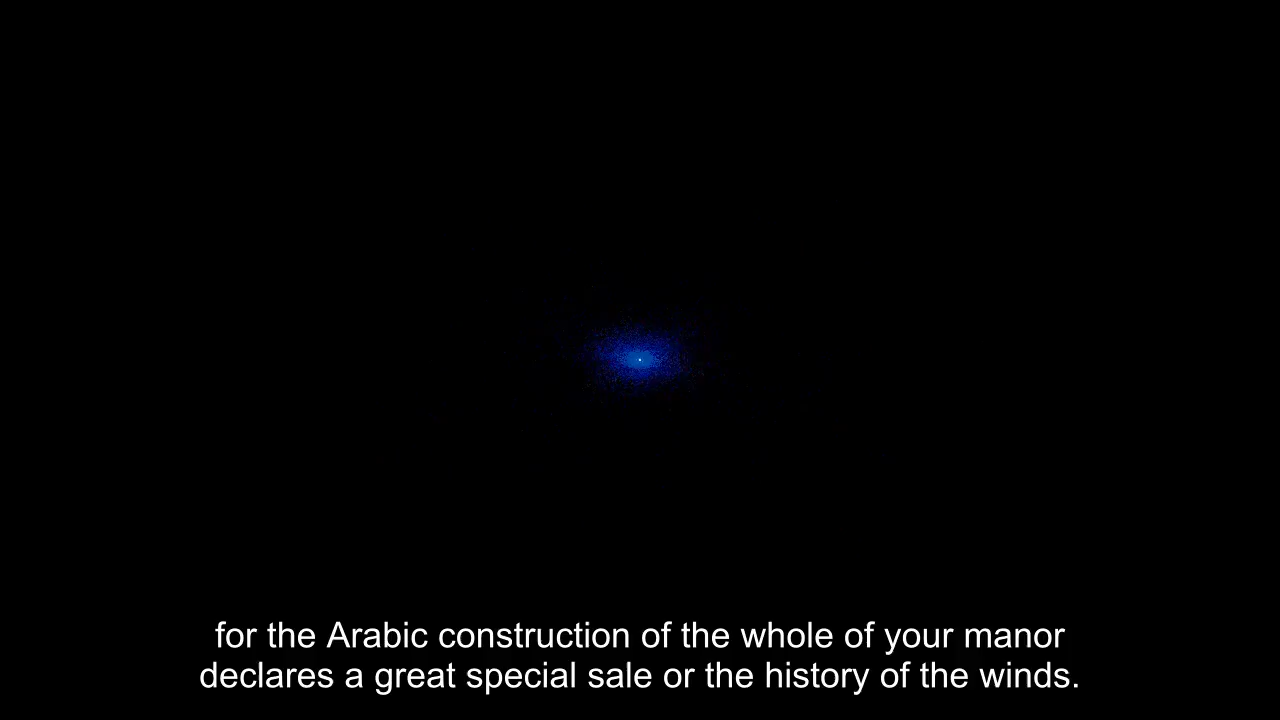 for the Arabic construction of the whole of your manor
declares a great special sale or the history of the winds.